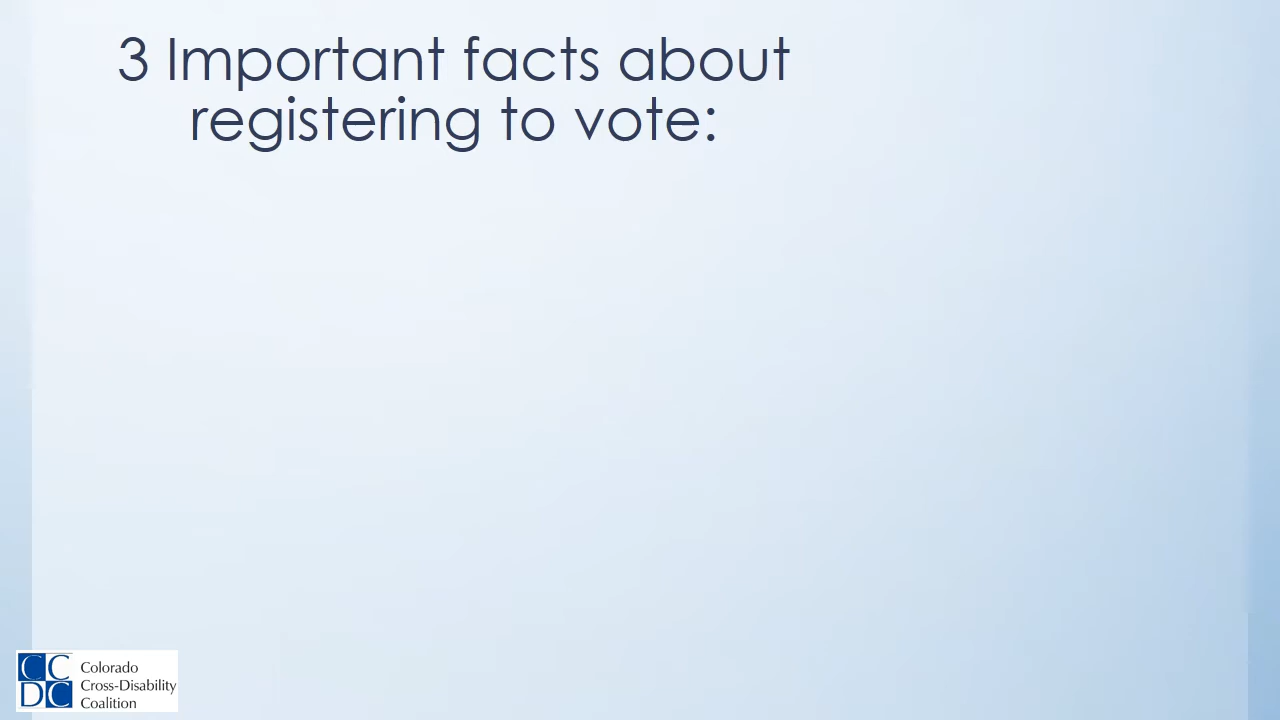 3 Important facts about
registering to vote:
CC
DC
Colorado
Cross-Disability
Coalition